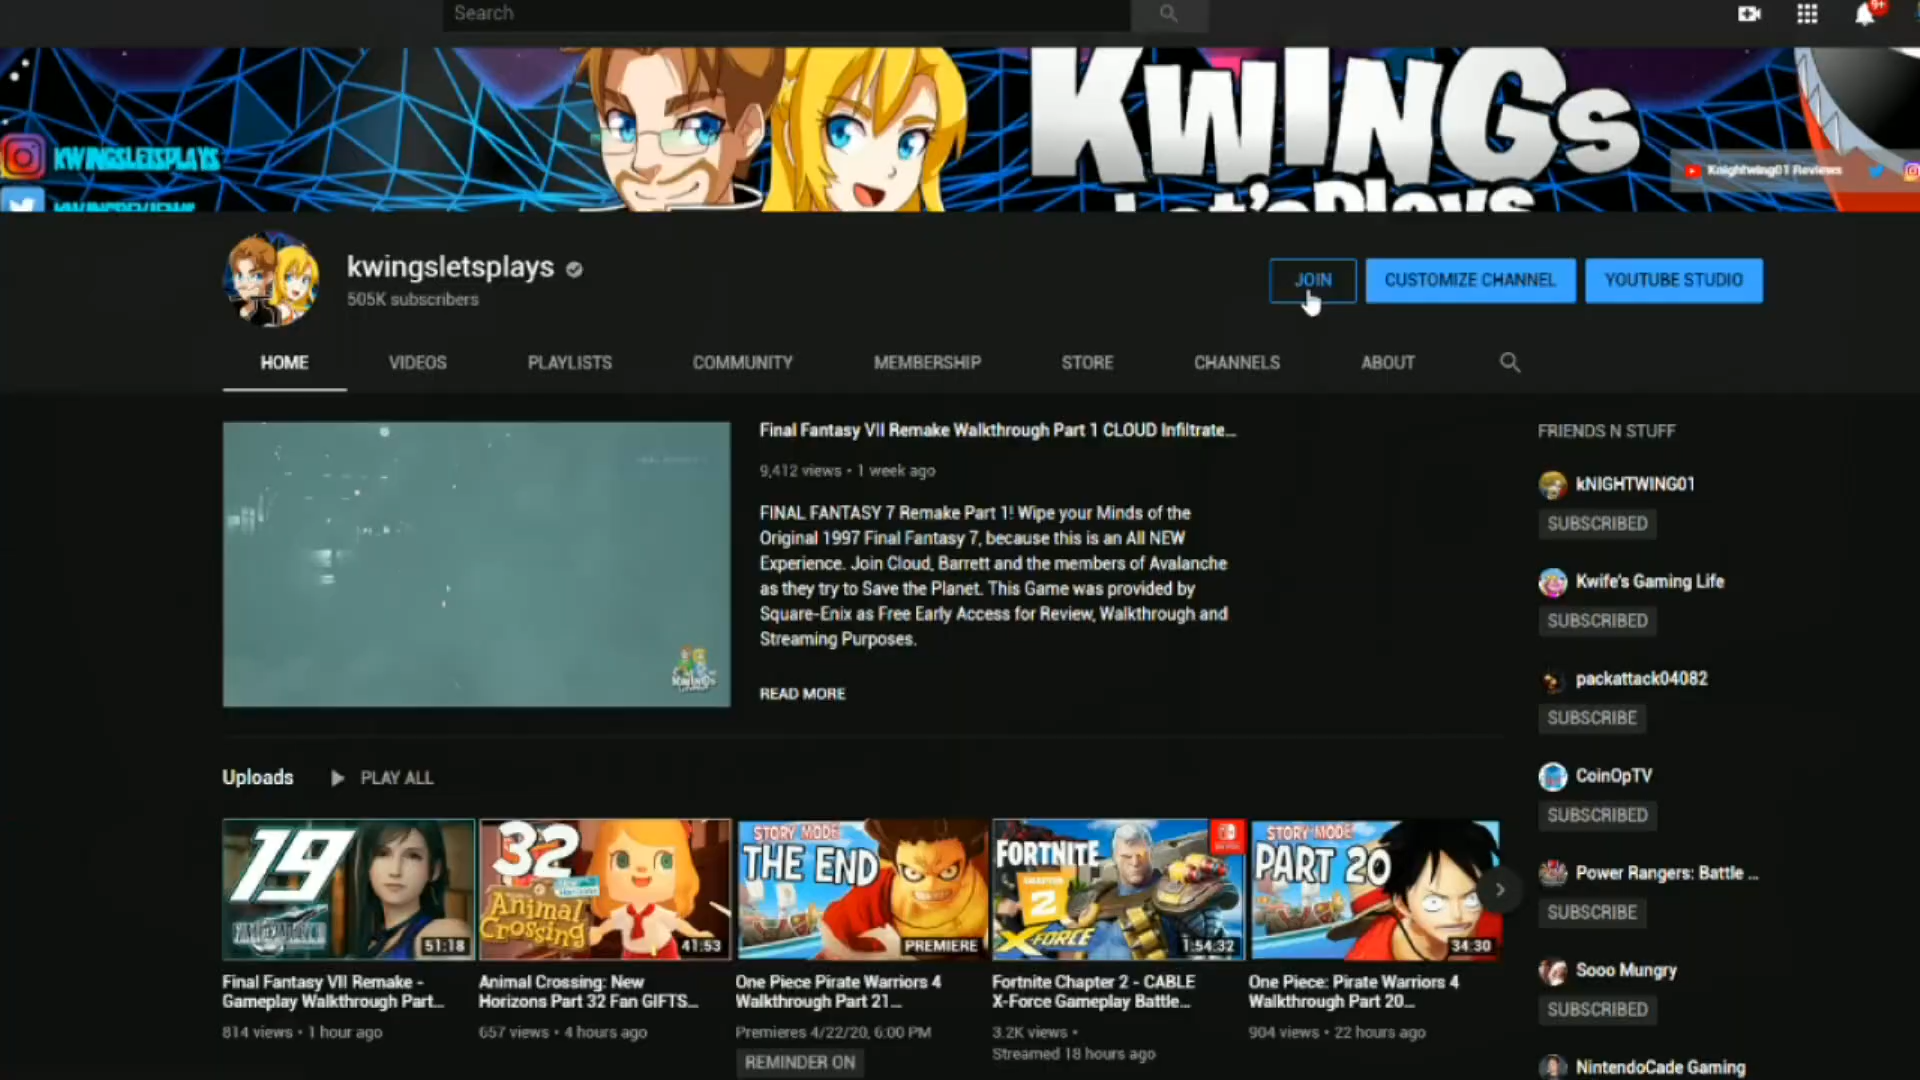 Search
9+
KWINGSLETSPLAYS
KWINGs
Let'sPlays
Knightwing01 Reviews
kwingsletsplays
505K subscribers
JOIN
CUSTOMIZE CHANNEL
YOUTUBE STUDIO
HOME
VIDEOS
PLAYLISTS
COMMUNITY
MEMBERSHIP
STORE
CHANNELS
ABOUT
Final Fantasy VII Remake Walkthrough Part 1 CLOUD Infiltrate...
9,412 views • 1 week ago
FINAL FANTASY 7 Remake Part 1! Wipe your Minds of the
Original 1997 Final Fantasy 7, because this is an All NEW
Experience. Join Cloud, Barrett and the members of Avalanche
as they try to Save the Planet. This Game was provided by
Square-Enix as Free Early Access for Review, Walkthrough and
Streaming Purposes.
READ MORE
FRIENDS N STUFF
kNIGHTWING01
SUBSCRIBED
Kwife's Gaming Life
SUBSCRIBED
packattack04082
SUBSCRIBE
CoinOpTV
SUBSCRIBED
Power Rangers: Battle ...
SUBSCRIBE
Sooo Mungry
SUBSCRIBED
NintendoCade Gaming
Uploads
PLAY ALL
19
51:18
Final Fantasy VII Remake -
Gameplay Walkthrough Part...
814 views • 1 hour ago
32
Animal
Crossing
41:53
Animal Crossing: New
Horizons Part 32 Fan GIFTS...
657 views • 4 hours ago
STORY MODE
THE END
PREMIERE
One Piece Pirate Warriors 4
Walkthrough Part 21...
Premieres 4/22/20, 6:00 PM
REMINDER ON
FORTNITE
CHAPTER
2
X-FORCE
1:54:32
Fortnite Chapter 2 - CABLE
X-Force Gameplay Battle...
3.2K views •
Streamed 18 hours ago
STORY MODE
PART 20
34:30
One Piece: Pirate Warriors 4
Walkthrough Part 20...
904 views • 22 hours ago